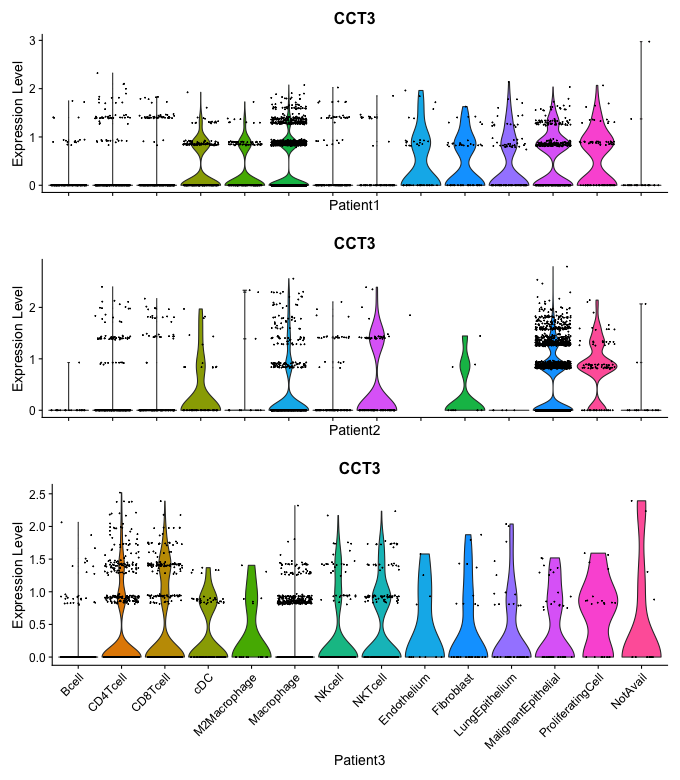 CCT3
Expression Level
3
2
1
0
Patient1
CCT3
Expression Level
2
1
0
Patient2
CCT3
Expression Level
2.5
2.0
1.5
1.0
0.5
0.0
Bcell
CD4Tcell
CD8Tcell
cDC
M2Macrophage
Macrophage
NKcell
NKTcell
Endothelium
Fibroblast
LungEpithelium
MalignantEpithelial
ProliferatingCell
NotAvail
Patient3